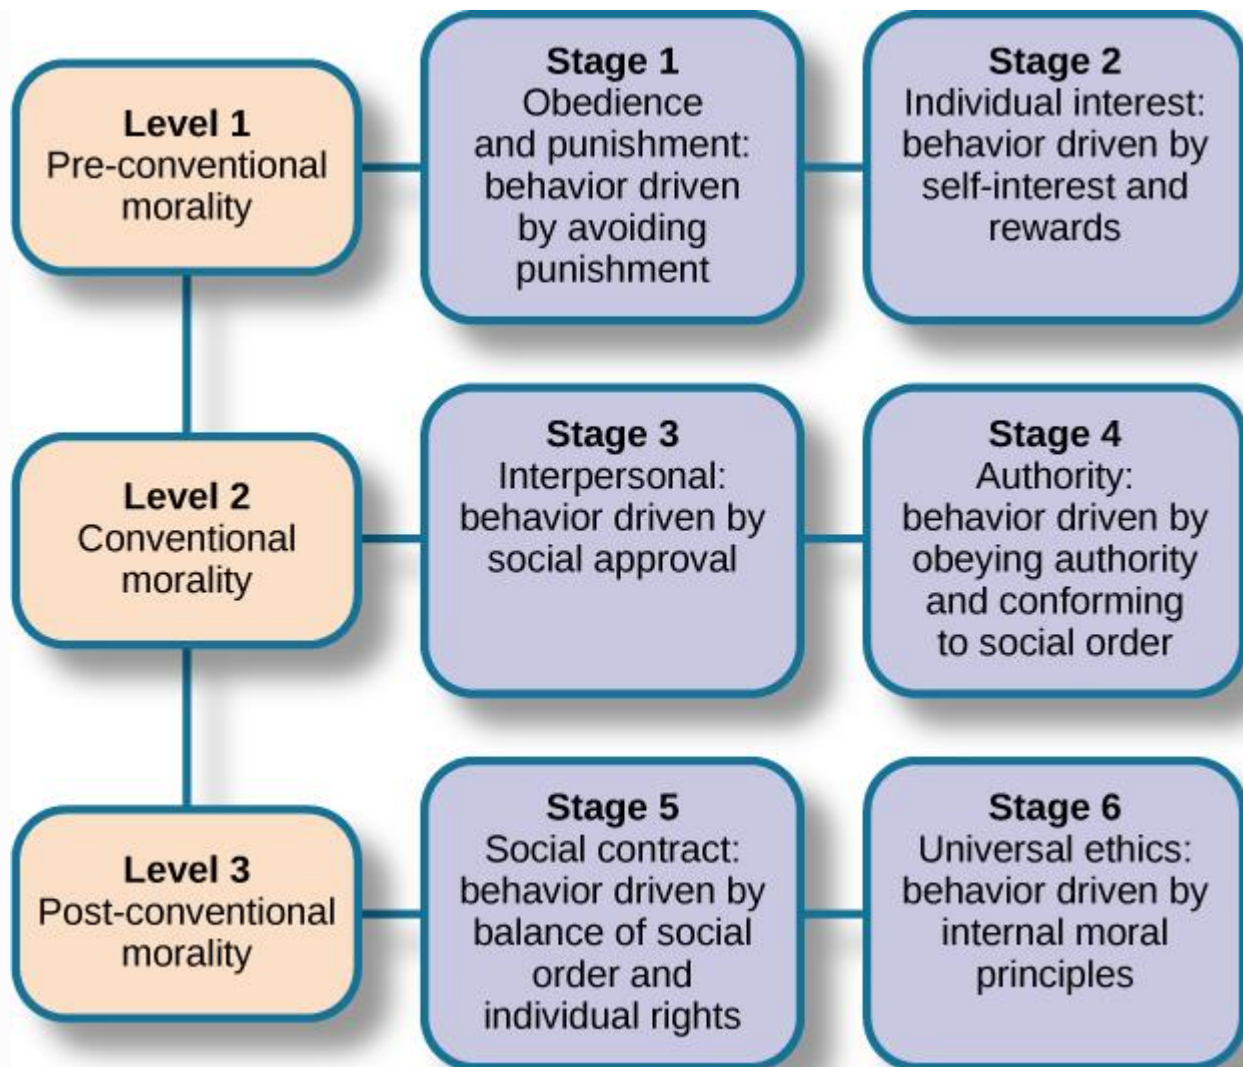 Level 1
Pre-conventional
morality
Stage 1
Obedience
and punishment:
behavior driven
by avoiding
punishment
Stage 2
Individual interest:
behavior driven by
self-interest and
rewards
Level 2
Conventional
morality
Stage 3
Interpersonal:
behavior driven by
social approval
Stage 4
Authority:
behavior driven by
obeying authority
and conforming
to social order
Level 3
Post-conventional
morality
Stage 5
Social contract:
behavior driven by
balance of social
order and
individual rights
Stage 6
Universal ethics:
behavior driven by
internal moral
principles